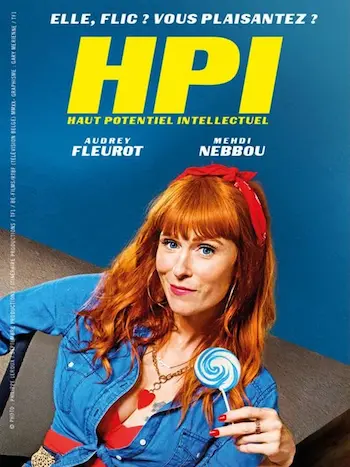 ELLE, FLIC ? VOUS PLAISANTEZ ?
HPI
HAUT POTENTIEL INTELLECTUEL
AUDREY
FLEUROT
MEHDI
NEBBOU